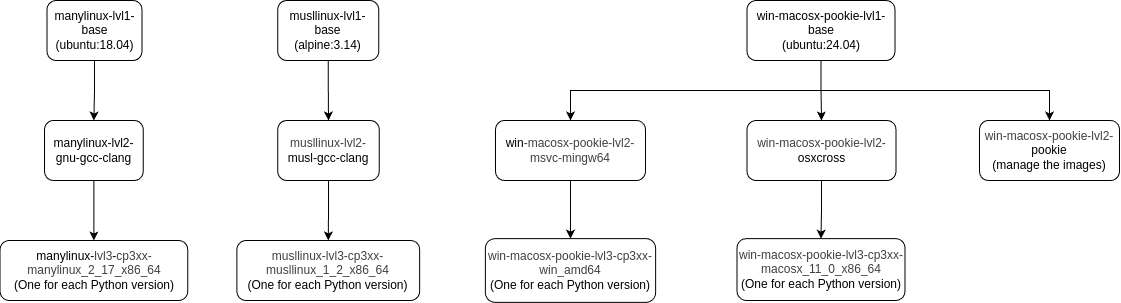 manylinux-lvl1-
base
(ubuntu:18.04)
musllinux-lvl1-
base
(alpine:3.14)
win-macosx-pookie-lvl1-
base
(ubuntu:24.04)
manylinux-lvl2-
gnu-gcc-clang
musllinux-lvl2-
musl-gcc-clang
win-macosx-pookie-lvl2-
msvc-mingw64
win-macosx-pookie-lvl2-
osxcross
win-macosx-pookie-lvl2-
pookie
(manage the images)
manylinux-lvl3-cp3xx-
manylinux_2_17_x86_64
(One for each Python version)
musllinux-lvl3-cp3xx-
musllinux_1_2_x86_64
(One for each Python version)
win-macosx-pookie-lvl3-cp3xx-
win_amd64
(One for each Python version)
win-macosx-pookie-lvl3-cp3xx-
macosx_11_0_x86_64
(One for each Python version)